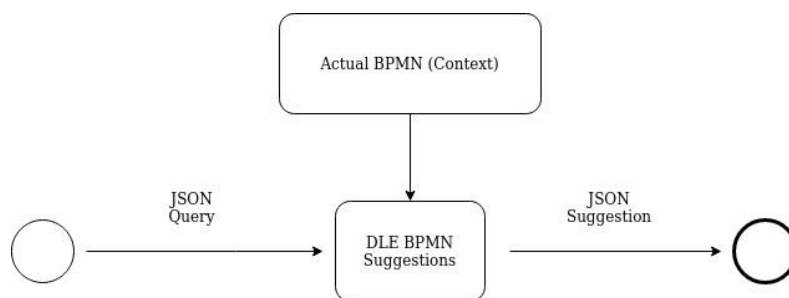 Actual BPMN (Context)
JSON
Query
JSON
Suggestion
DLE BPMN
Suggestions